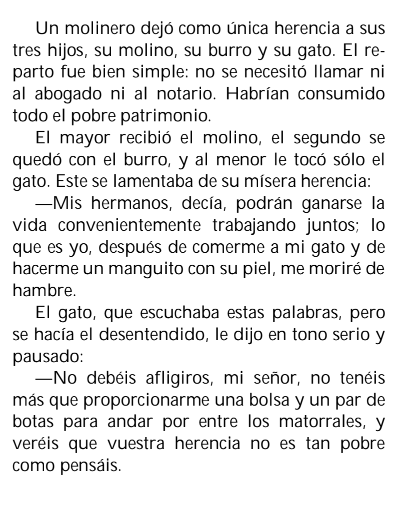 Un molinero dejó como única herencia a sus
tres hijos, su molino, su burro y su gato. El re-
parto fue bien simple: no se necesitó llamar ni
al abogado ni al notario. Habrían consumido
todo el pobre patrimonio.
El mayor recibió el molino, el segundo se
quedó con el burro, y al menor le tocó sólo el
gato. Este se lamentaba de su mísera herencia:
—Mis hermanos, decía, podrán ganarse la
vida convenientemente trabajando juntos; lo
que es yo, después de comerme a mi gato y de
hacerme un manguito con su piel, me moriré de
hambre.
El gato, que escuchaba estas palabras, pero
se hacía el desentendido, le dijo en tono serio y
pausado:
—No debéis afligiros, mi señor, no tenéis
más que proporcionarme una bolsa y un par de
botas para andar por entre los matorrales, y
veréis que vuestra herencia no es tan pobre
como pensáis.